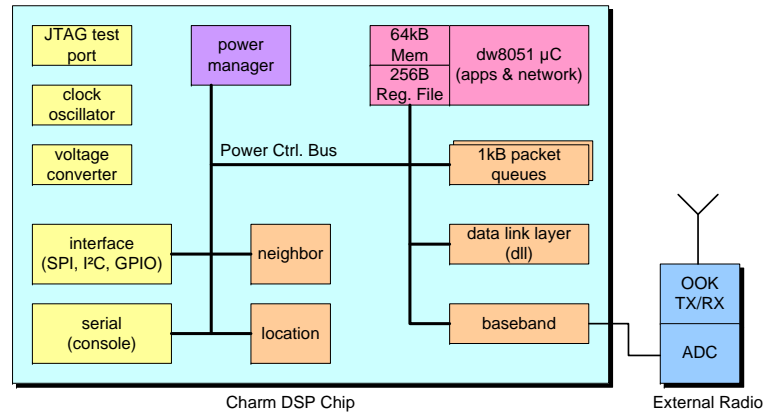 JTAG test
port
power
manager
64kB
Mem
256B
Reg. File
dw8051 µC
(apps & network)
clock
oscillator
voltage
converter
Power Ctrl. Bus
1kB packet
queues
interface
(SPI, I²C, GPIO)
neighbor
data link layer
(dll)
serial
(console)
location
baseband
OOK
TX/RX
ADC
Charm DSP Chip
External Radio